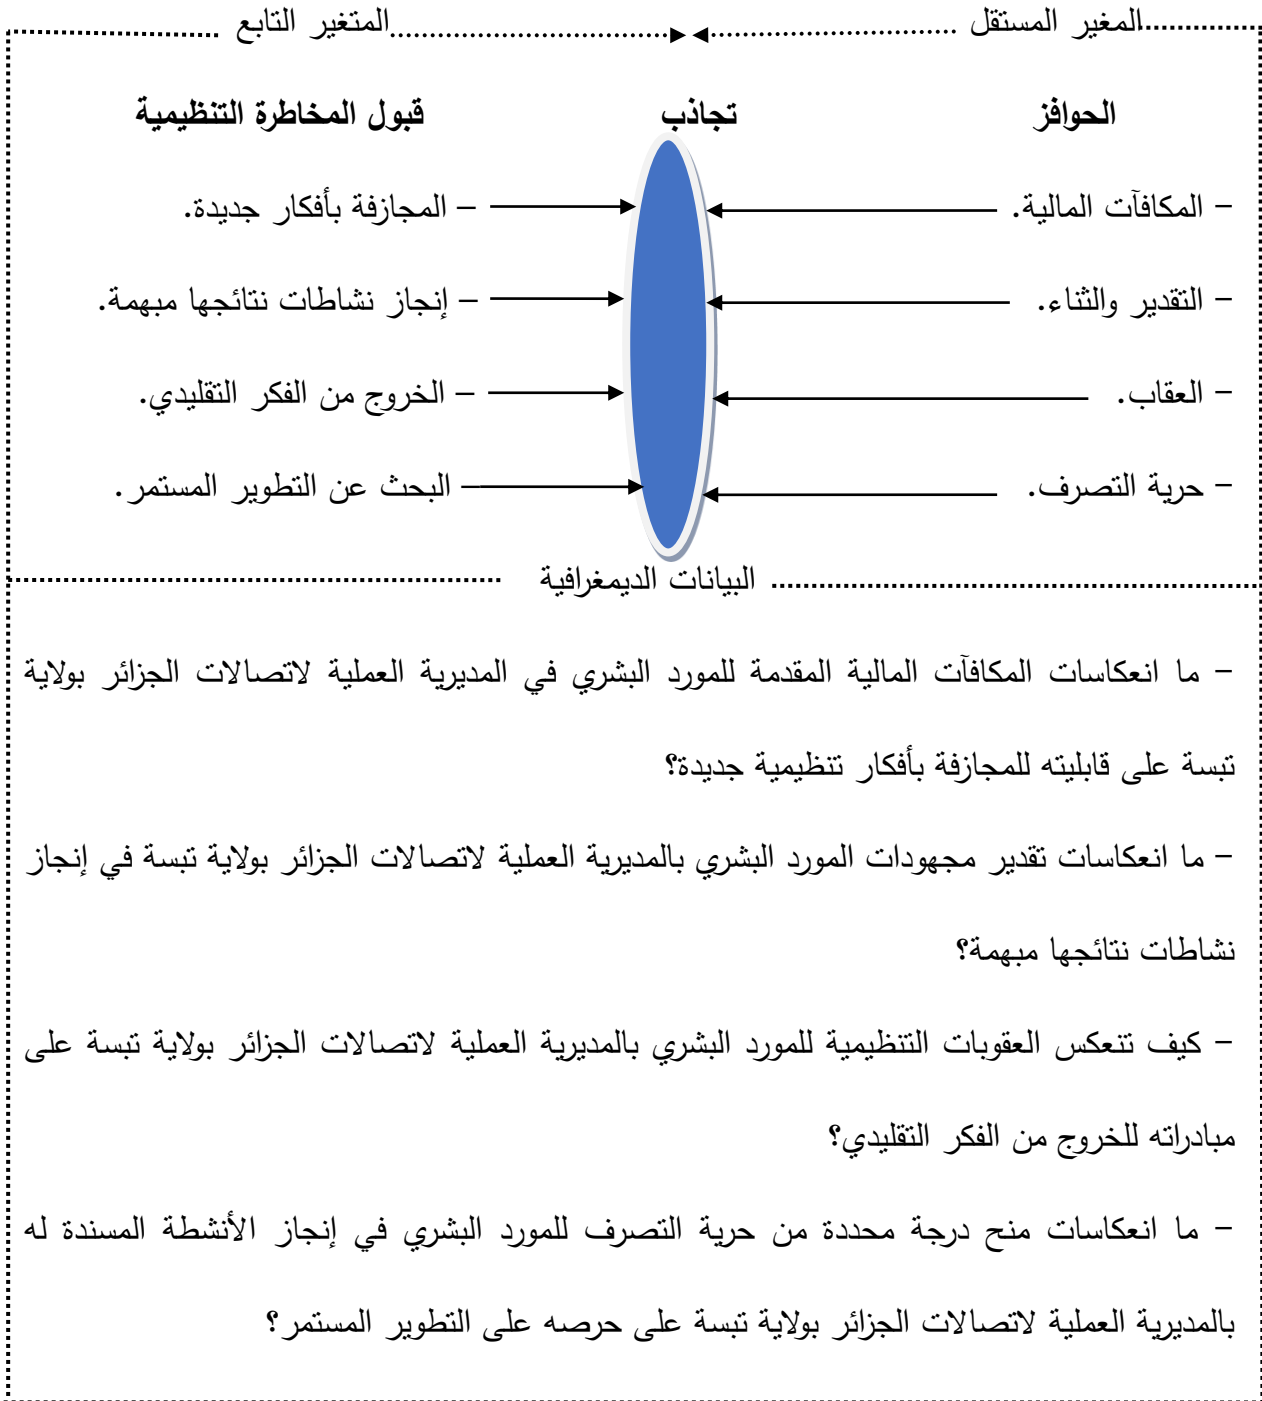 المغير المستقل المتغير التابع
الحوافز تجاذب قبول المخاطرة التنظيمية
– المكافآت المالية. – المجازفة بأفكار جديدة.
– التقدير والثناء. – إنجاز نشاطات نتائجها مبهمة.
– العقاب. – الخروج من الفكر التقليدي.
– حرية التصرف. – البحث عن التطوير المستمر.
البيانات الديمغرافية
– ما انعكاسات المكافآت المالية المقدمة للمورد البشري في المديرية العملية لاتصالات الجزائر بولاية
تبسة على قابليته للمجازفة بأفكار تنظيمية جديدة؟
– ما انعكاسات تقدير مجهودات المورد البشري بالمديرية العملية لاتصالات الجزائر بولاية تبسة في إنجاز
نشاطات نتائجها مبهمة؟
– كيف تنعكس العقوبات التنظيمية للمورد البشري بالمديرية العملية لاتصالات الجزائر بولاية تبسة على
مبادراته للخروج من الفكر التقليدي؟
– ما انعكاسات منح درجة محددة من حرية التصرف للمورد البشري في إنجاز الأنشطة المسندة له
بالمديرية العملية لاتصالات الجزائر بولاية تبسة على حرصه على التطوير المستمر؟